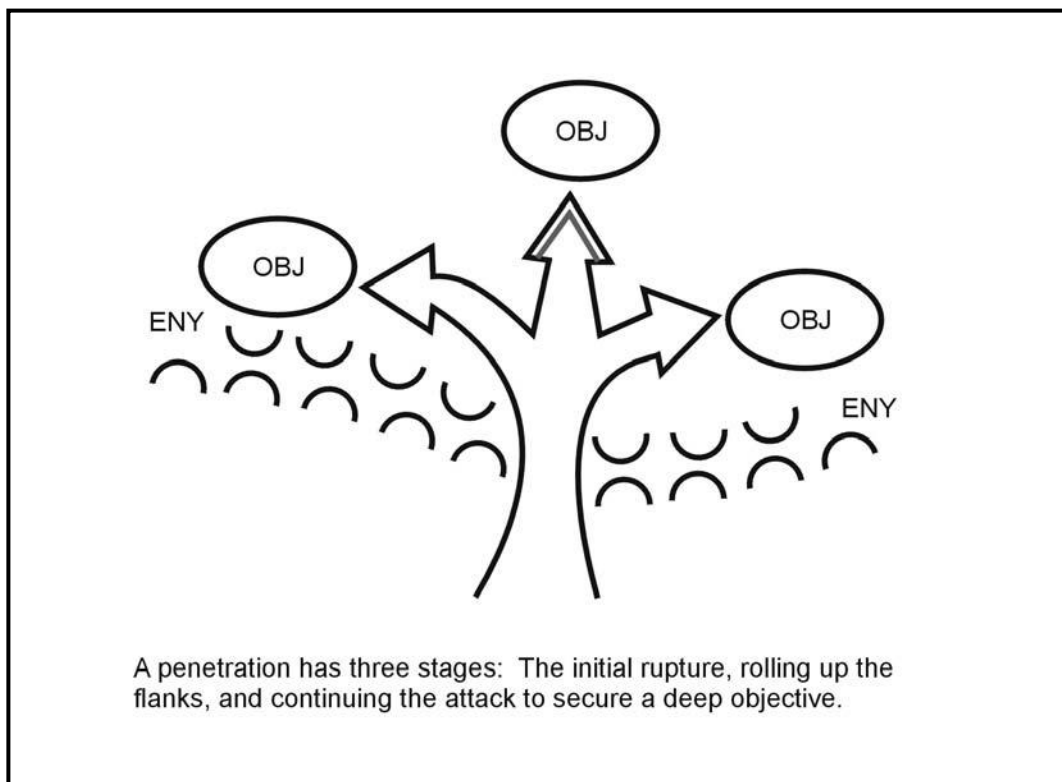 OBJ
OBJ
OBJ
ENY
ENY
A penetration has three stages:  The initial rupture, rolling up the
flanks, and continuing the attack to secure a deep objective.